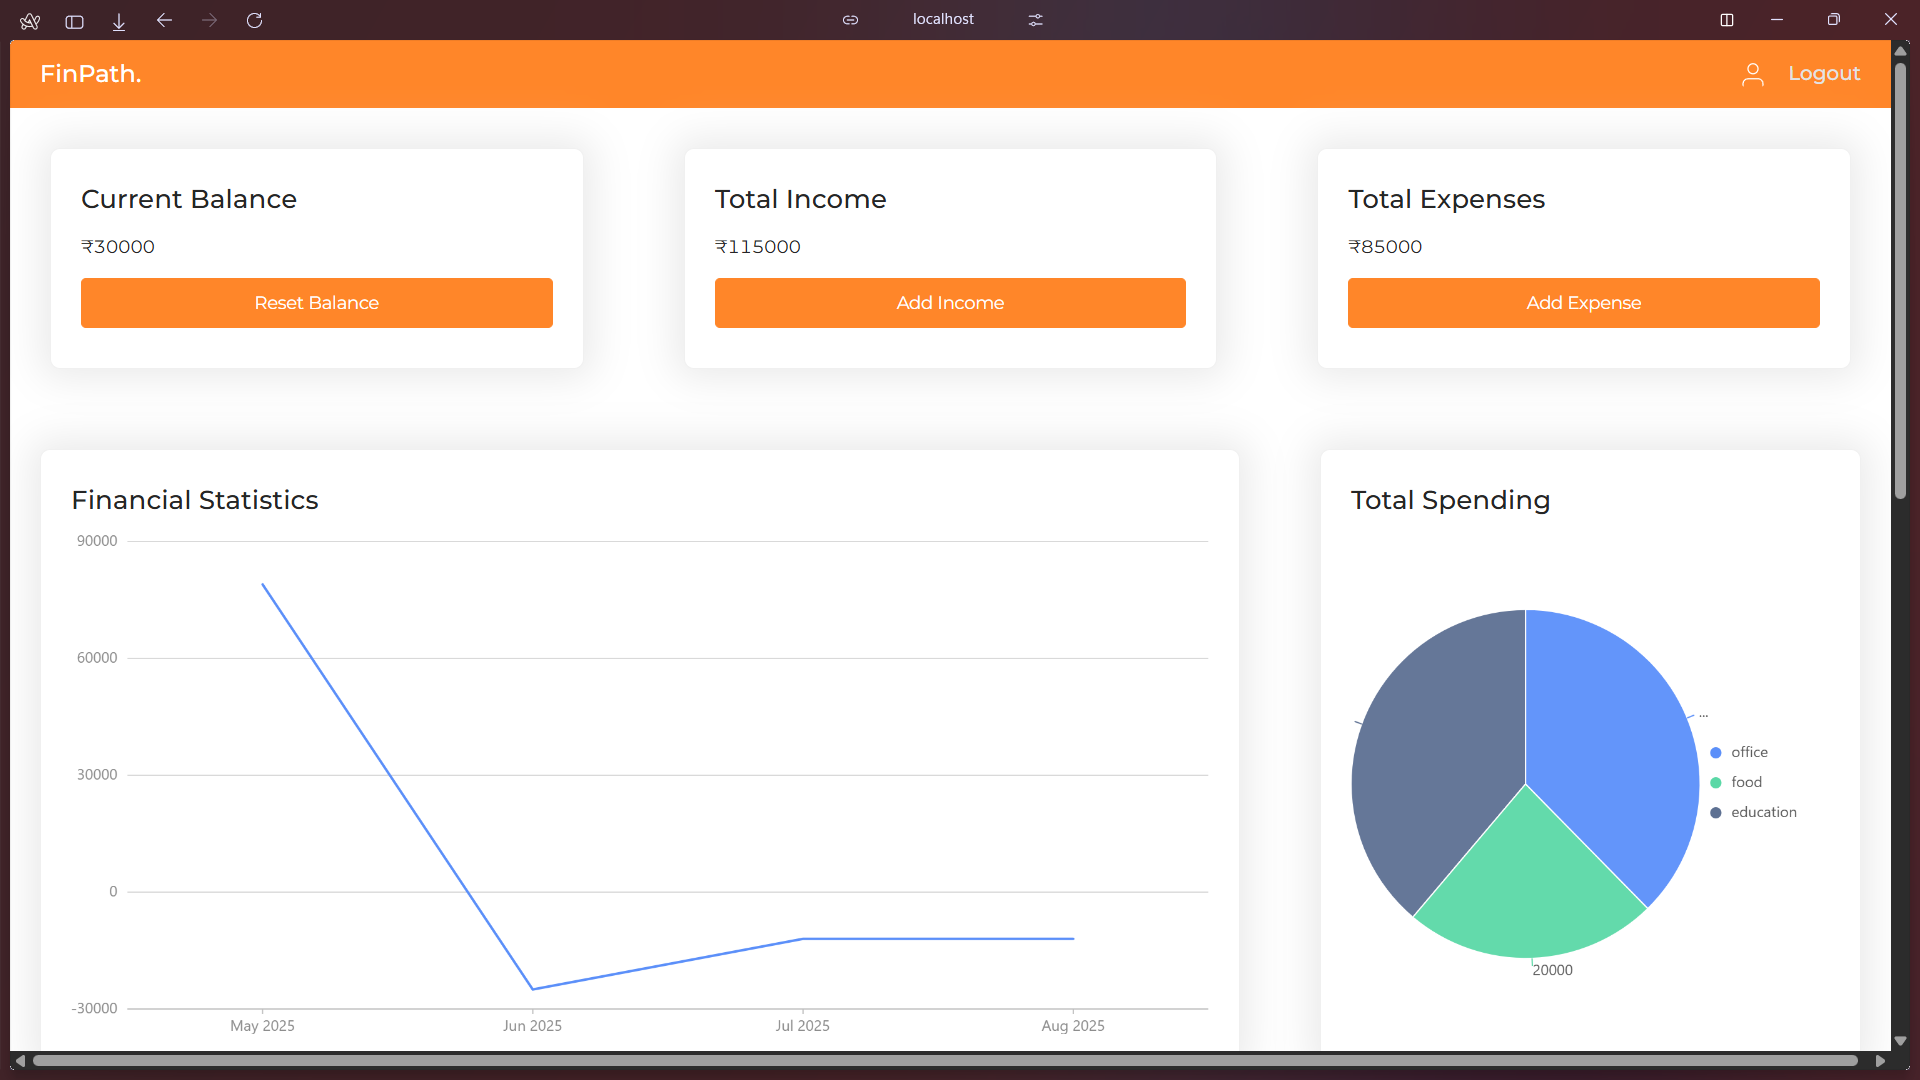 localhost
FinPath.
Logout
Current Balance
₹30000
Reset Balance
Total Income
₹115000
Add Income
Total Expenses
₹85000
Add Expense
Financial Statistics
90000
60000
30000
0
-30000
May 2025
Jun 2025
Jul 2025
Aug 2025
Total Spending
...
office
food
education
20000